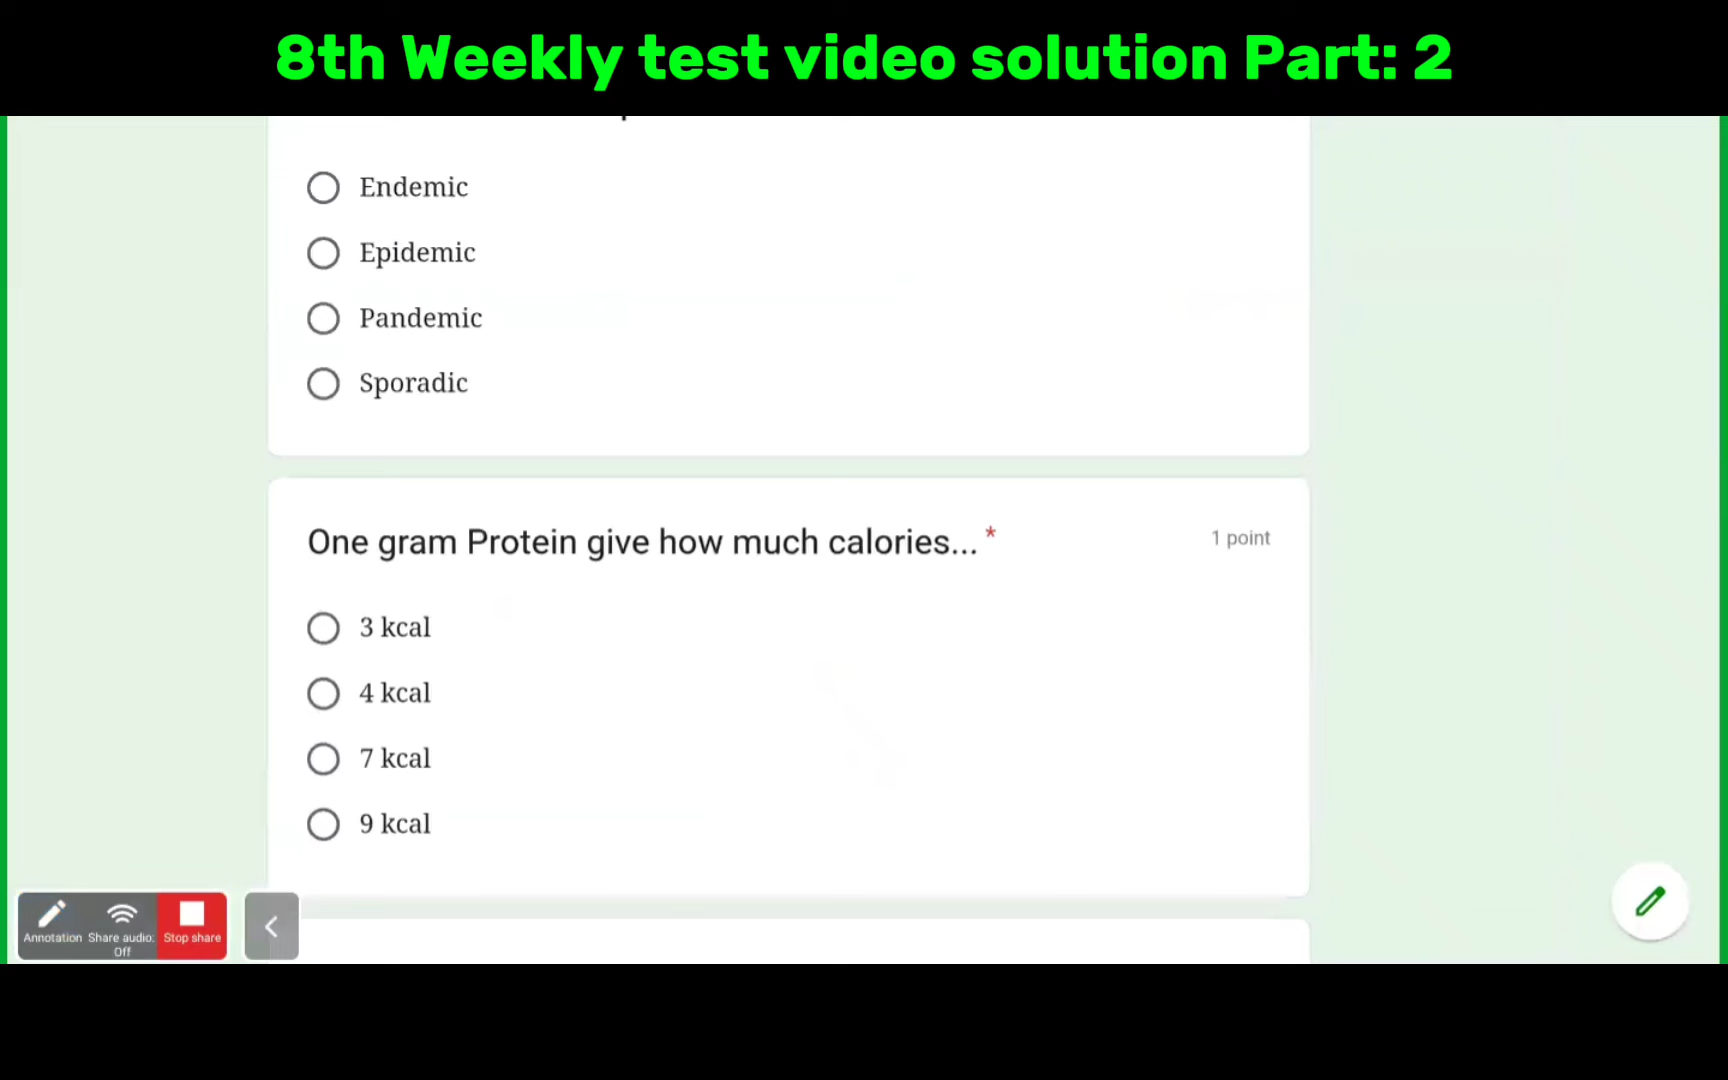 8th Weekly test video solution Part: 2
Endemic
Epidemic
Pandemic
Sporadic
One gram Protein give how much calories... *
1 point
3 kcal
4 kcal
7 kcal
9 kcal
Annotation
Share audio: Off
Stop share